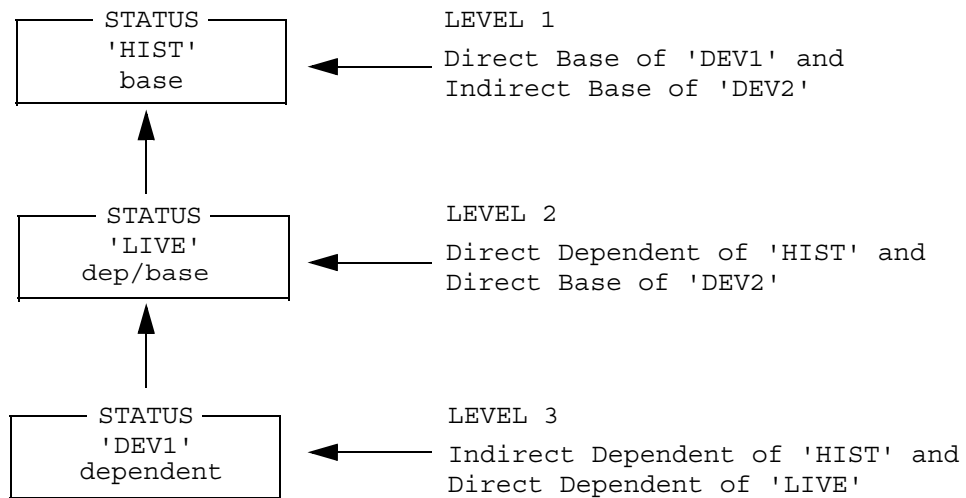 STATUS
'HIST'
base
LEVEL 1
Direct Base of 'DEV1' and
Indirect Base of 'DEV2'
STATUS
'LIVE'
dep/base
LEVEL 2
Direct Dependent of 'HIST' and
Direct Base of 'DEV2'
STATUS
'DEV1'
dependent
LEVEL 3
Indirect Dependent of 'HIST' and
Direct Dependent of 'LIVE'